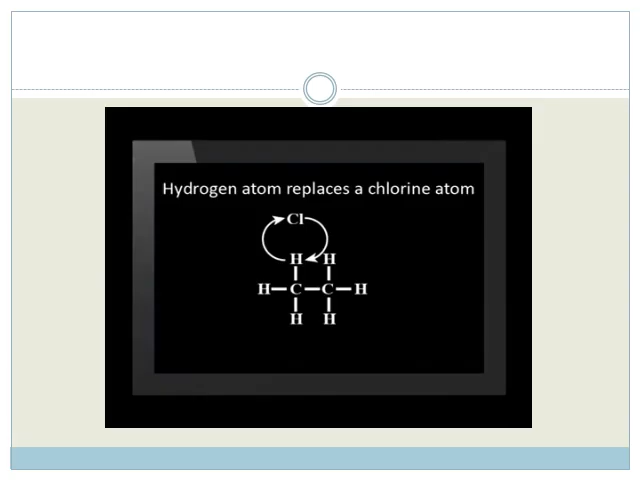 Hydrogen atom replaces a chlorine atom
Cl
H H
H C C H
H H